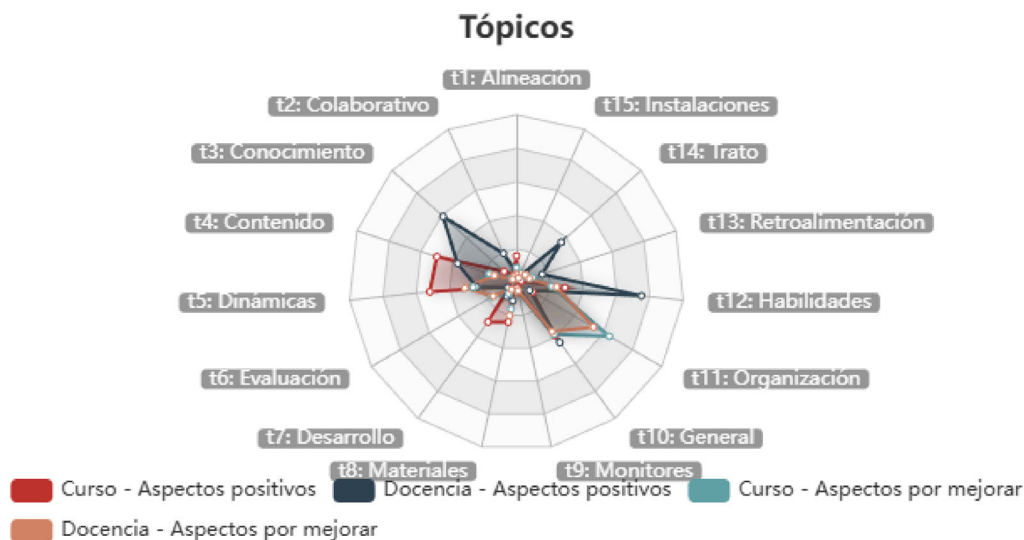 Tópicos
t1: Alineación
t2: Colaborativo
t15: Instalaciones
t3: Conocimiento
t14: Trato
t4: Contenido
t13: Retroalimentación
t5: Dinámicas
t12: Habilidades
t6: Evaluación
t11: Organización
t7: Desarrollo
t10: General
t8: Materiales
t9: Monitores
Curso - Aspectos positivos
Docencia - Aspectos positivos
Curso - Aspectos por mejorar
Docencia - Aspectos por mejorar